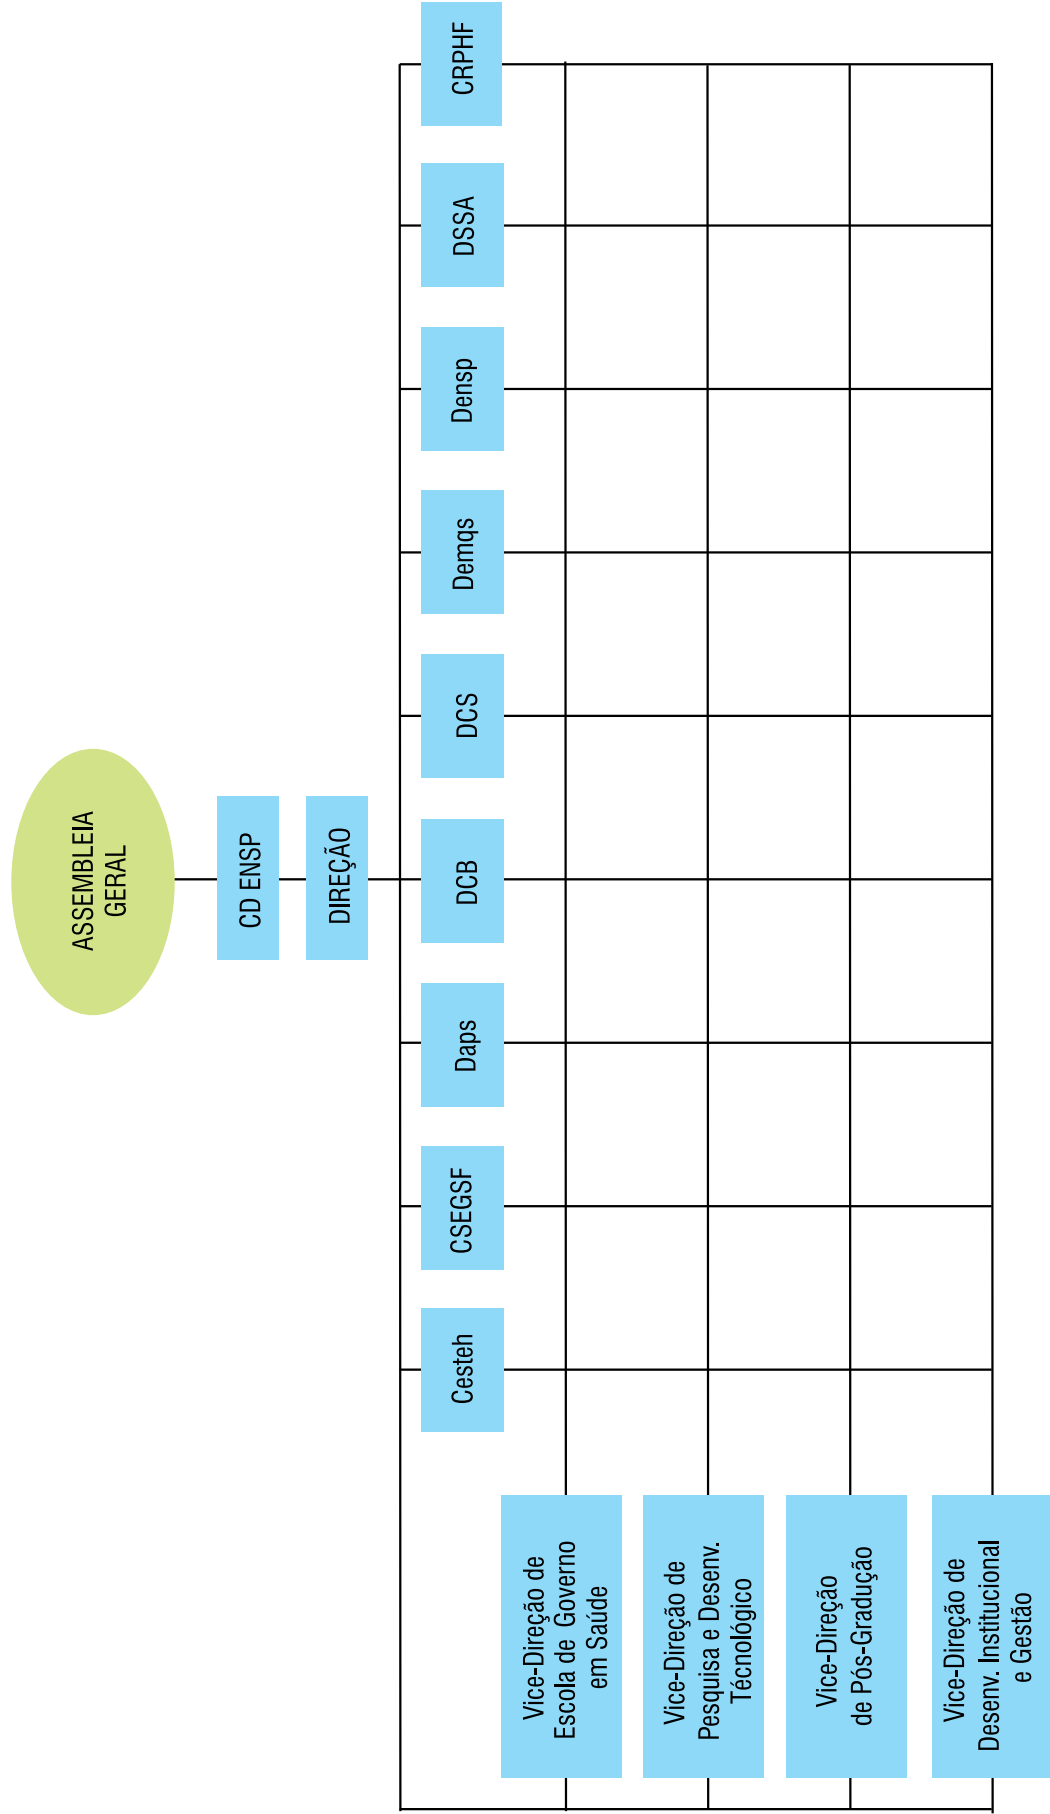 ASSEMBLEIA
GERAL
CD ENSP
DIREÇÃO
Cesteh
CSEGSF
Daps
DCB
DCS
Demqs
Densp
DSSA
CRPHF
Vice-Direção de
Escola de Governo
em Saúde
Vice-Direção de
Pesquisa e Desenv.
Técnológico
Vice-Direção
de Pós-Gradução
Vice-Direção de
Desenv. Institucional
e Gestão